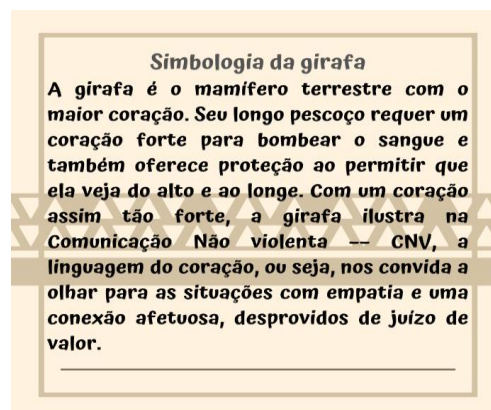 Simbologia da girafa
A girafa é o mamífero terrestre com o
maior coração. Seu longo pescoço requer um
coração forte para bombear o sangue e
também oferece proteção ao permitir que
ela veja do alto e ao longe. Com um coração
assim tão forte, a girafa ilustra na
Comunicação Não violenta -- CNV, a
linguagem do coração, ou seja, nos convida a
olhar para as situações com empatia e uma
conexão afetuosa, desprovidos de juízo de
valor.